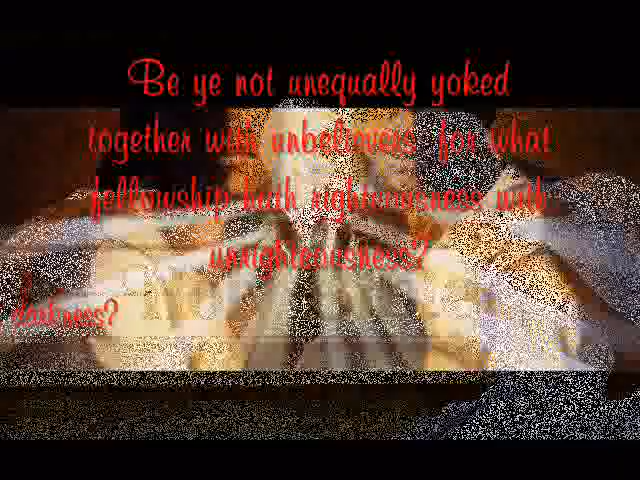 Be ye not unequally yoked
together with unbelievers for what
fellowship hath righteousness with
unrighteousness?
darkness?